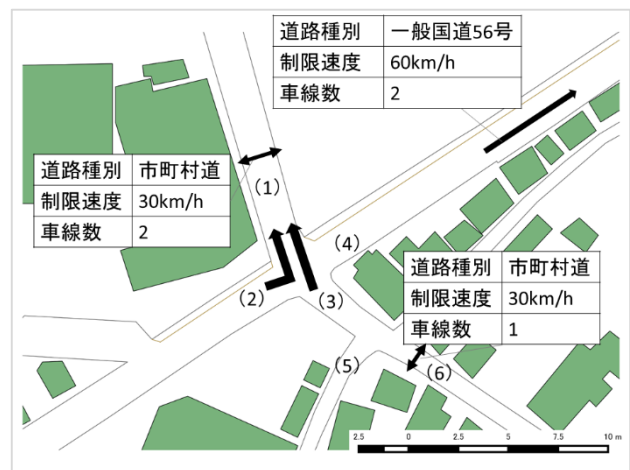 道路種別 一般国道56号
制限速度 60km/h
車線数 2
道路種別 市町村道
制限速度 30km/h
車線数 2
(1)
(4)
(2)
(3)
道路種別 市町村道
制限速度 30km/h
車線数 1
(5)
(6)
2.5 0 2.5 5 7.5 10 m